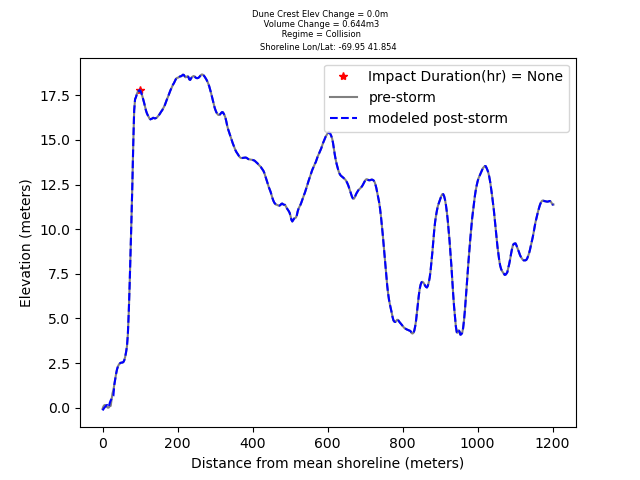 Dune Crest Elev Change = 0.0m
Volume Change = 0.644m3
Regime = Collision
Shoreline Lon/Lat: -69.95 41.854
Impact Duration(hr) = None
pre-storm
modeled post-storm
17.5
15.0
12.5
10.0
7.5
5.0
2.5
0.0
Elevation (meters)
0 200 400 600 800 1000 1200
Distance from mean shoreline (meters)